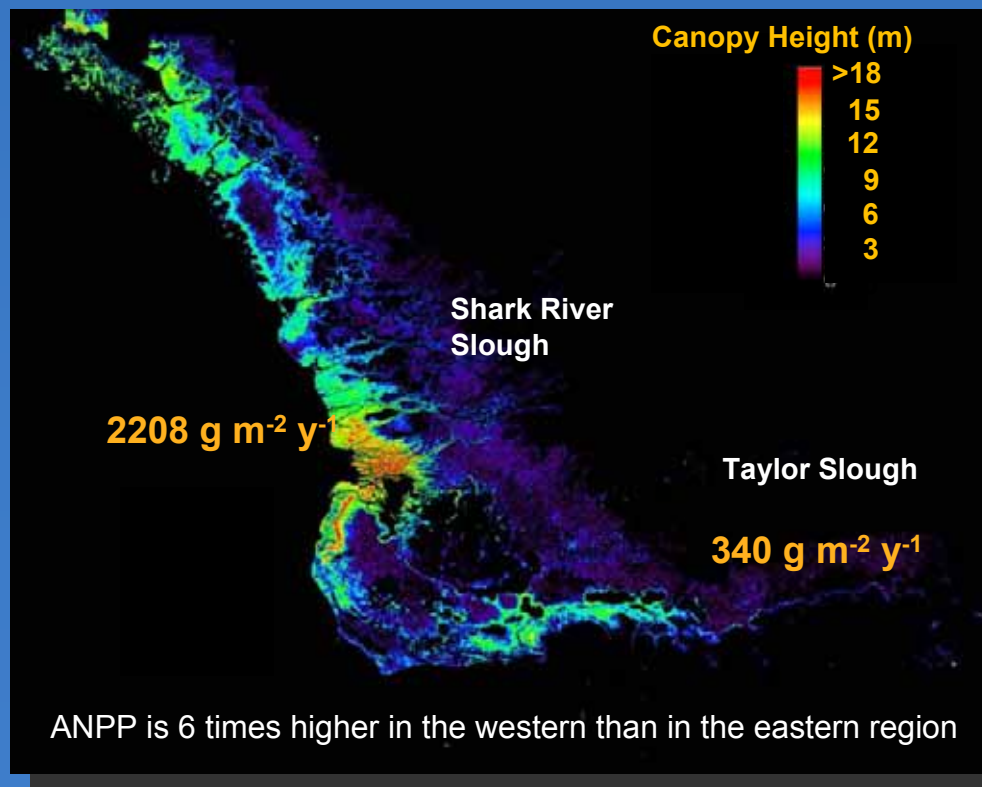 Canopy Height (m)
>18
15
12
9
6
3
Shark River
Slough
2208 g m⁻² y⁻¹
Taylor Slough
340 g m⁻² y⁻¹
ANPP is 6 times higher in the western than in the eastern region